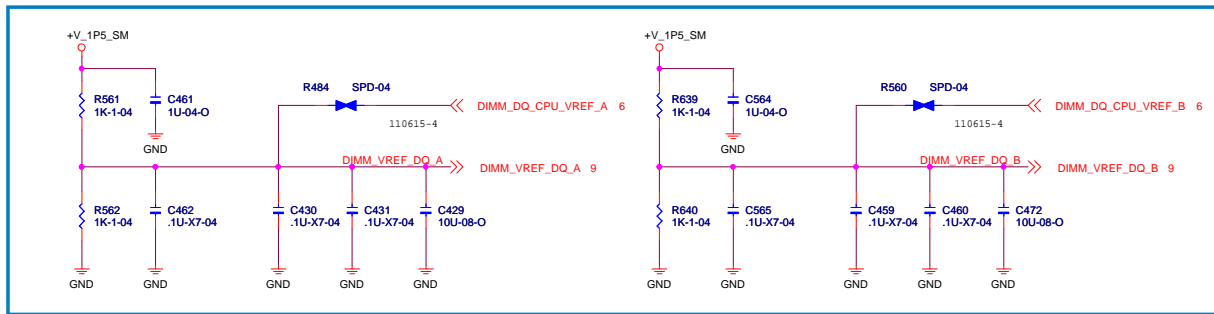 +V_1P5_SM
+V_1P5_SM
R484 SPD-04
R560 SPD-04
R561
1K-1-04
C461
1U-04-O
DIMM_DQ_CPU_VREF_A 6
R639
1K-1-04
C564
1U-04-O
DIMM_DQ_CPU_VREF_B 6
110615-4
110615-4
GND
GND
DIMM_VREF_DQ_A
DIMM_VREF_DQ_A 9
DIMM_VREF_DQ_B
DIMM_VREF_DQ_B 9
R562
1K-1-04
C462
.1U-X7-04
C430
.1U-X7-04
C431
.1U-X7-04
C429
10U-08-O
R640
1K-1-04
C565
.1U-X7-04
C459
.1U-X7-04
C460
.1U-X7-04
C472
10U-08-O
GND GND GND GND GND
GND GND GND GND GND